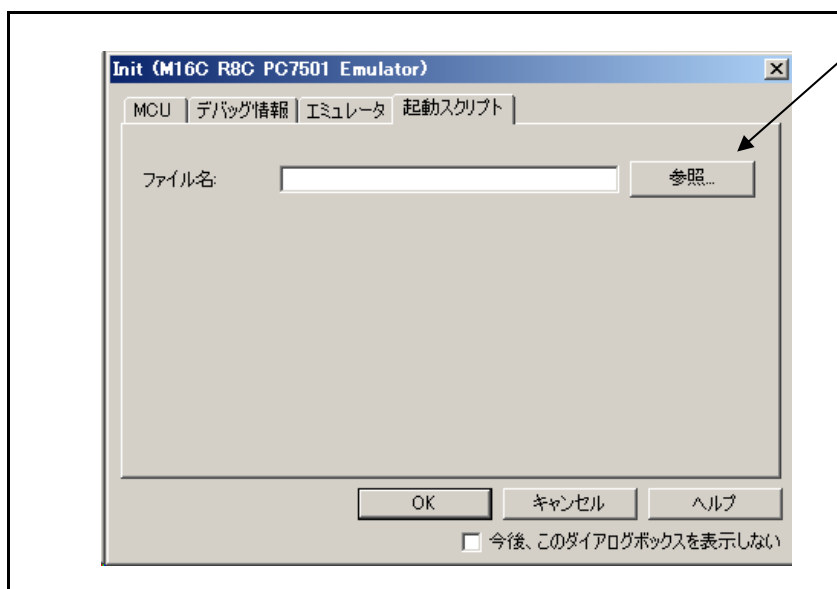 Init (M16C R8C PC7501 Emulator)
MCU デバッグ情報 エミュレータ 起動スクリプト
ファイル名: 参照...
OK キャンセル ヘルプ
今後、このダイアログボックスを表示しない